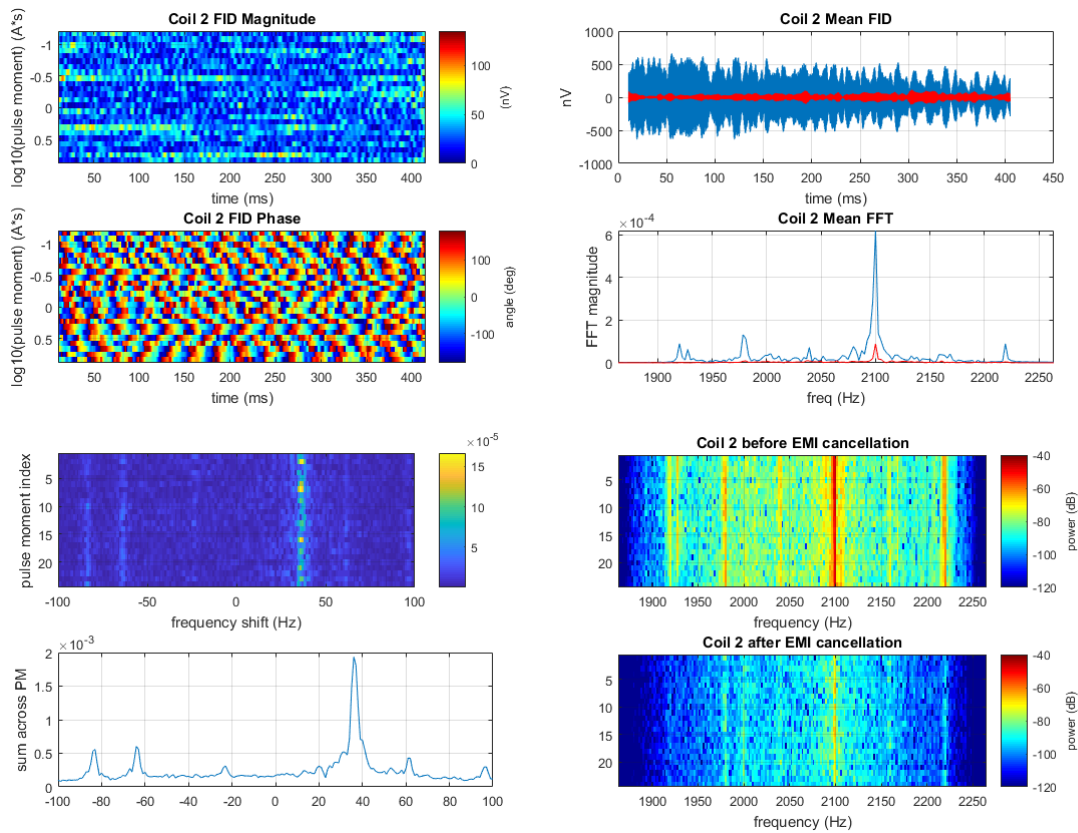 Coil 2 FID Magnitude
log10(pulse moment) (A*s)
-1
-0.5
0
0.5
50 100 150 200 250 300 350 400
time (ms)
100
50
0
(nV)
Coil 2 Mean FID
nV
1000
500
0
-500
-1000
0 50 100 150 200 250 300 350 400 450
time (ms)
Coil 2 FID Phase
log10(pulse moment) (A*s)
-1
-0.5
0
0.5
50 100 150 200 250 300 350 400
time (ms)
100
0
-100
angle (deg)
Coil 2 Mean FFT
×10-4
FFT magnitude
6
4
2
0
1900 1950 2000 2050 2100 2150 2200 2250
freq (Hz)
pulse moment index
5
10
15
20
-100 -50 0 50 100
frequency shift (Hz)
×10-5
15
10
5
Coil 2 before EMI cancellation
5
10
15
20
1900 1950 2000 2050 2100 2150 2200 2250
frequency (Hz)
-40
-60
-80
-100
-120
power (dB)
×10-3
sum across PM
2
1.5
1
0.5
0
-100 -80 -60 -40 -20 0 20 40 60 80 100
Coil 2 after EMI cancellation
5
10
15
20
1900 1950 2000 2050 2100 2150 2200 2250
frequency (Hz)
-40
-60
-80
-100
-120
power (dB)